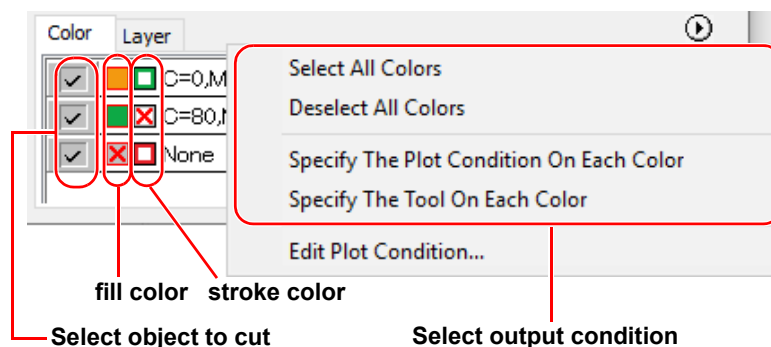 Color Layer
C=0,M
Select All Colors
C=80,
Deselect All Colors
None
Specify The Plot Condition On Each Color
Specify The Tool On Each Color
Edit Plot Condition...
fill color stroke color
Select object to cut
Select output condition